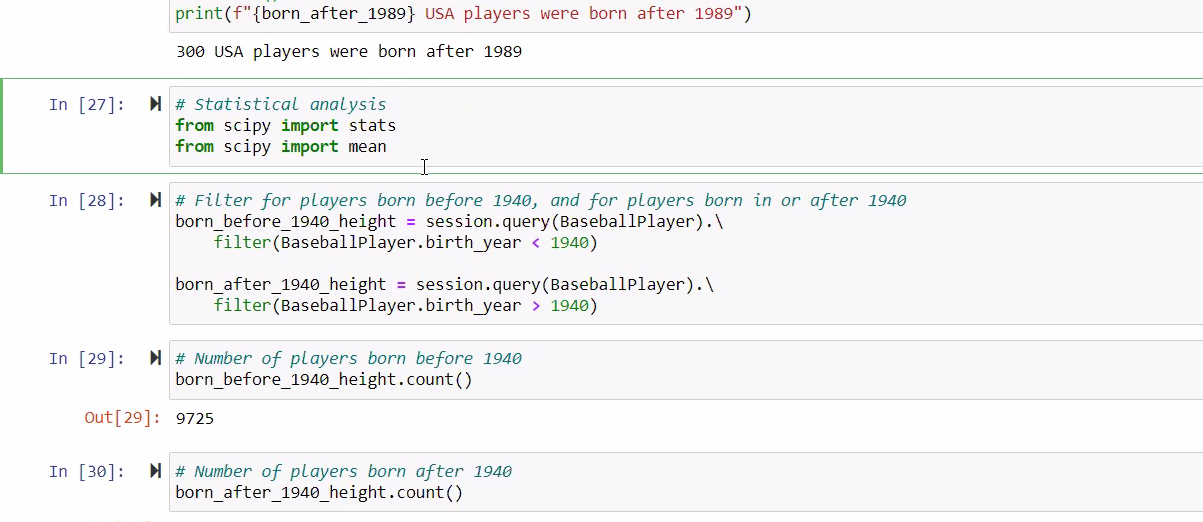 print(f"{born_after_1989} USA players were born after 1989")
300 USA players were born after 1989
In [27]:
# Statistical analysis
from scipy import stats
from scipy import mean
In [28]:
# Filter for players born before 1940, and for players born in or after 1940
born_before_1940_height = session.query(BaseballPlayer).\
    filter(BaseballPlayer.birth_year < 1940)
born_after_1940_height = session.query(BaseballPlayer).\
    filter(BaseballPlayer.birth_year > 1940)
In [29]:
# Number of players born before 1940
born_before_1940_height.count()
Out[29]: 9725
In [30]:
# Number of players born after 1940
born_after_1940_height.count()